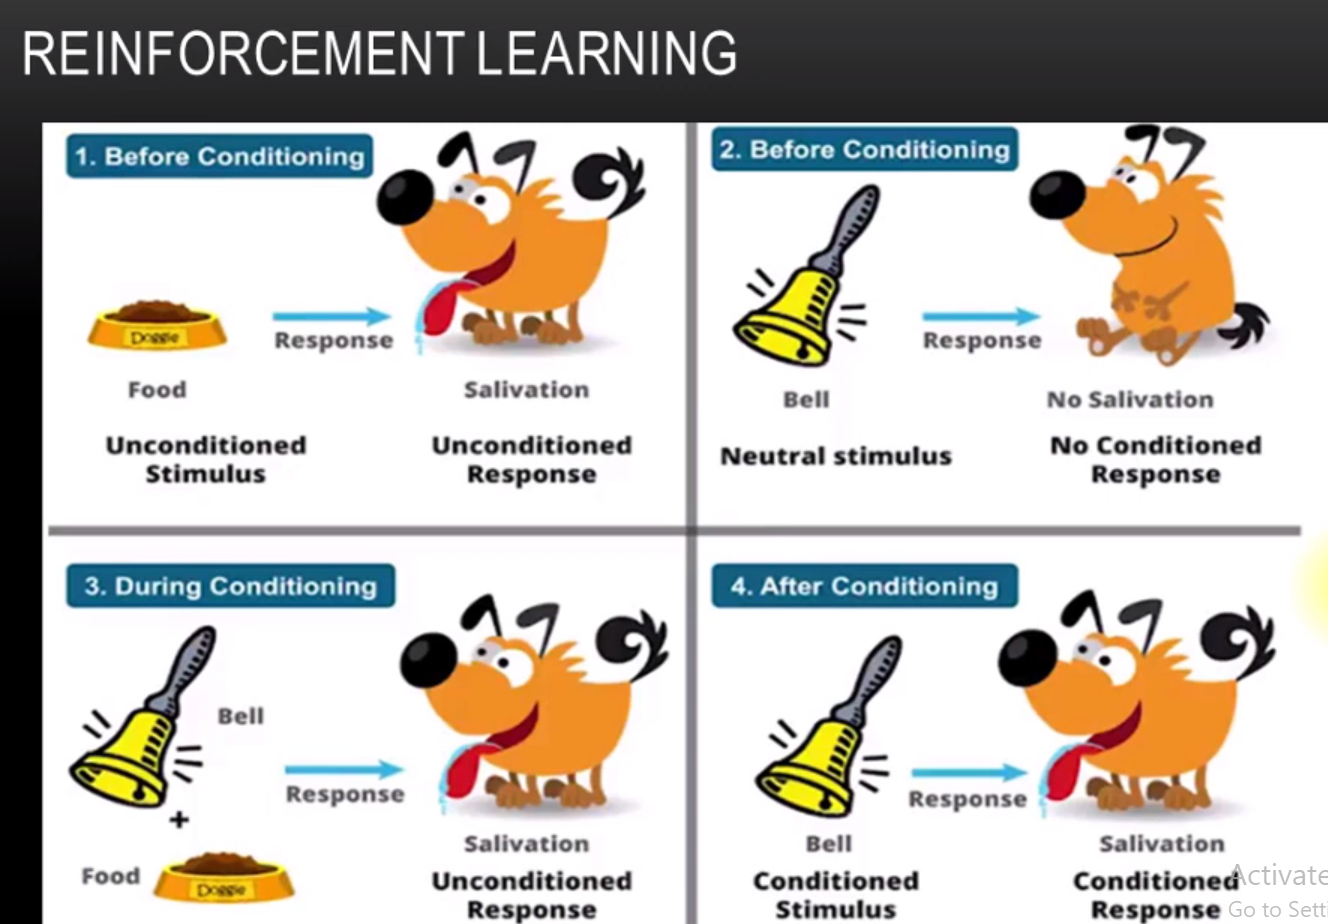 REINFORCEMENT LEARNING
1. Before Conditioning
Doggie
Response
Food
Salivation
Unconditioned
Stimulus
Unconditioned
Response
2. Before Conditioning
Response
Bell
No Salivation
Neutral stimulus
No Conditioned
Response
3. During Conditioning
Bell
Response
+
Food
Doggie
Salivation
Unconditioned
Response
4. After Conditioning
Response
Bell
Salivation
Conditioned
Stimulus
Conditioned
Response
Activate
Go to Setti